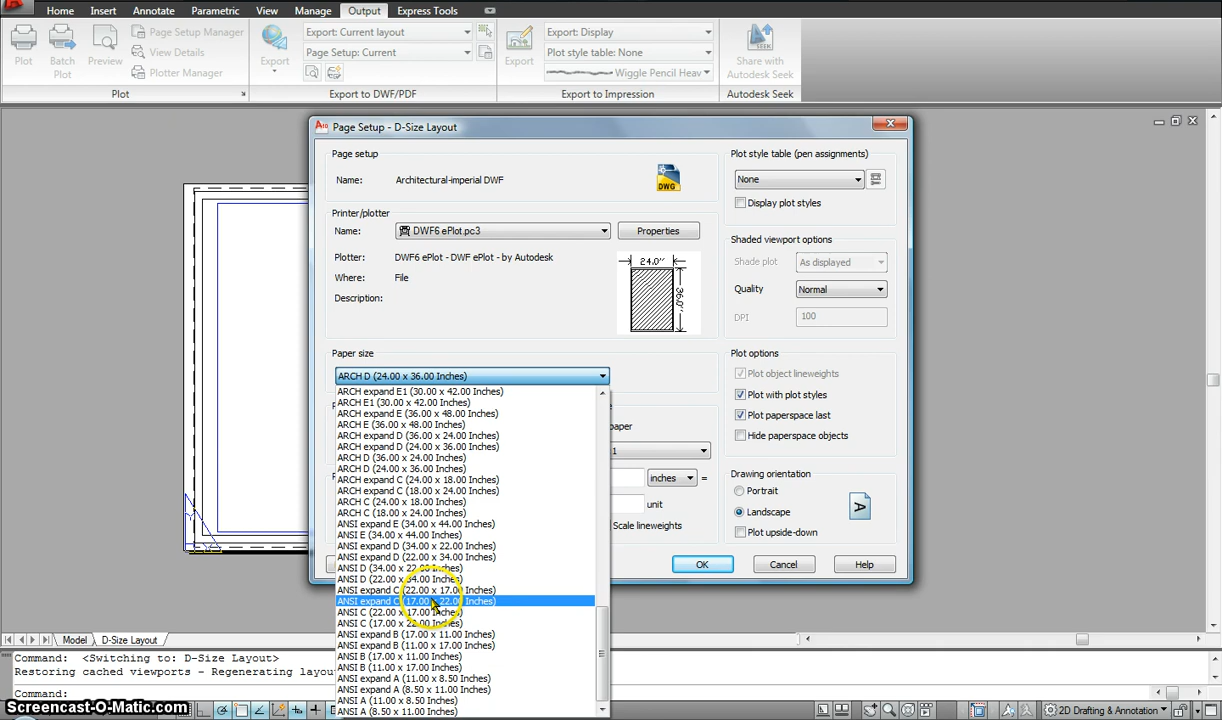 Home Insert Annotate Parametric View Manage Output Express Tools
Plot
Batch Plot
Preview
Page Setup Manager
View Details
Plotter Manager
Plot
Export
Export: Current layout
Page Setup: Current
Export to DWF/PDF
Export
Export: Display
Plot style table: None
Wiggle Pencil Heav
Export to Impression
Share with
Autodesk Seek
Autodesk Seek
Page Setup - D-Size Layout
Page setup
Name: Architectural-imperial DWF
DWG
Printer/plotter
Name: DWF6 ePlot.pc3 Properties
Plotter: DWF6 ePlot - DWF ePlot - by Autodesk
Where: File
Description:
24.0''
36.0''
Paper size
ARCH D (24.00 x 36.00 Inches)
ARCH expand E1 (30.00 x 42.00 Inches)
ARCH E1 (30.00 x 42.00 Inches)
ARCH expand E (36.00 x 48.00 Inches)
ARCH E (36.00 x 48.00 Inches)
ARCH expand D (36.00 x 24.00 Inches)
ARCH expand D (24.00 x 36.00 Inches)
ARCH D (36.00 x 24.00 Inches)
ARCH D (24.00 x 36.00 Inches)
ARCH expand C (24.00 x 18.00 Inches)
ARCH expand C (18.00 x 24.00 Inches)
ARCH C (24.00 x 18.00 Inches)
ARCH C (18.00 x 24.00 Inches)
ANSI expand E (34.00 x 44.00 Inches)
ANSI E (34.00 x 44.00 Inches)
ANSI expand D (34.00 x 22.00 Inches)
ANSI expand D (22.00 x 34.00 Inches)
ANSI D (34.00 x 22.00 Inches)
ANSI D (22.00 x 34.00 Inches)
ANSI expand C (22.00 x 17.00 Inches)
ANSI expand C (17.00 x 22.00 Inches)
ANSI C (22.00 x 17.00 Inches)
ANSI C (17.00 x 22.00 Inches)
ANSI expand B (17.00 x 11.00 Inches)
ANSI expand B (11.00 x 17.00 Inches)
ANSI B (17.00 x 11.00 Inches)
ANSI B (11.00 x 17.00 Inches)
ANSI expand A (11.00 x 8.50 Inches)
ANSI expand A (8.50 x 11.00 Inches)
ANSI A (11.00 x 8.50 Inches)
ANSI A (8.50 x 11.00 Inches)
paper
1
inches =
unit
Scale lineweights
Plot style table (pen assignments)
None
Display plot styles
Shaded viewport options
Shade plot As displayed
Quality Normal
DPI 100
Plot options
Plot object lineweights
Plot with plot styles
Plot paperspace last
Hide paperspace objects
Drawing orientation
Portrait
Landscape
A
Plot upside-down
OK Cancel Help
Model D-Size Layout
Command: <Switching to: D-Size Layout>
Restoring cached viewports - Regenerating layou
Command:
Screencast-O-Matic.com
2D Drafting & Annotation